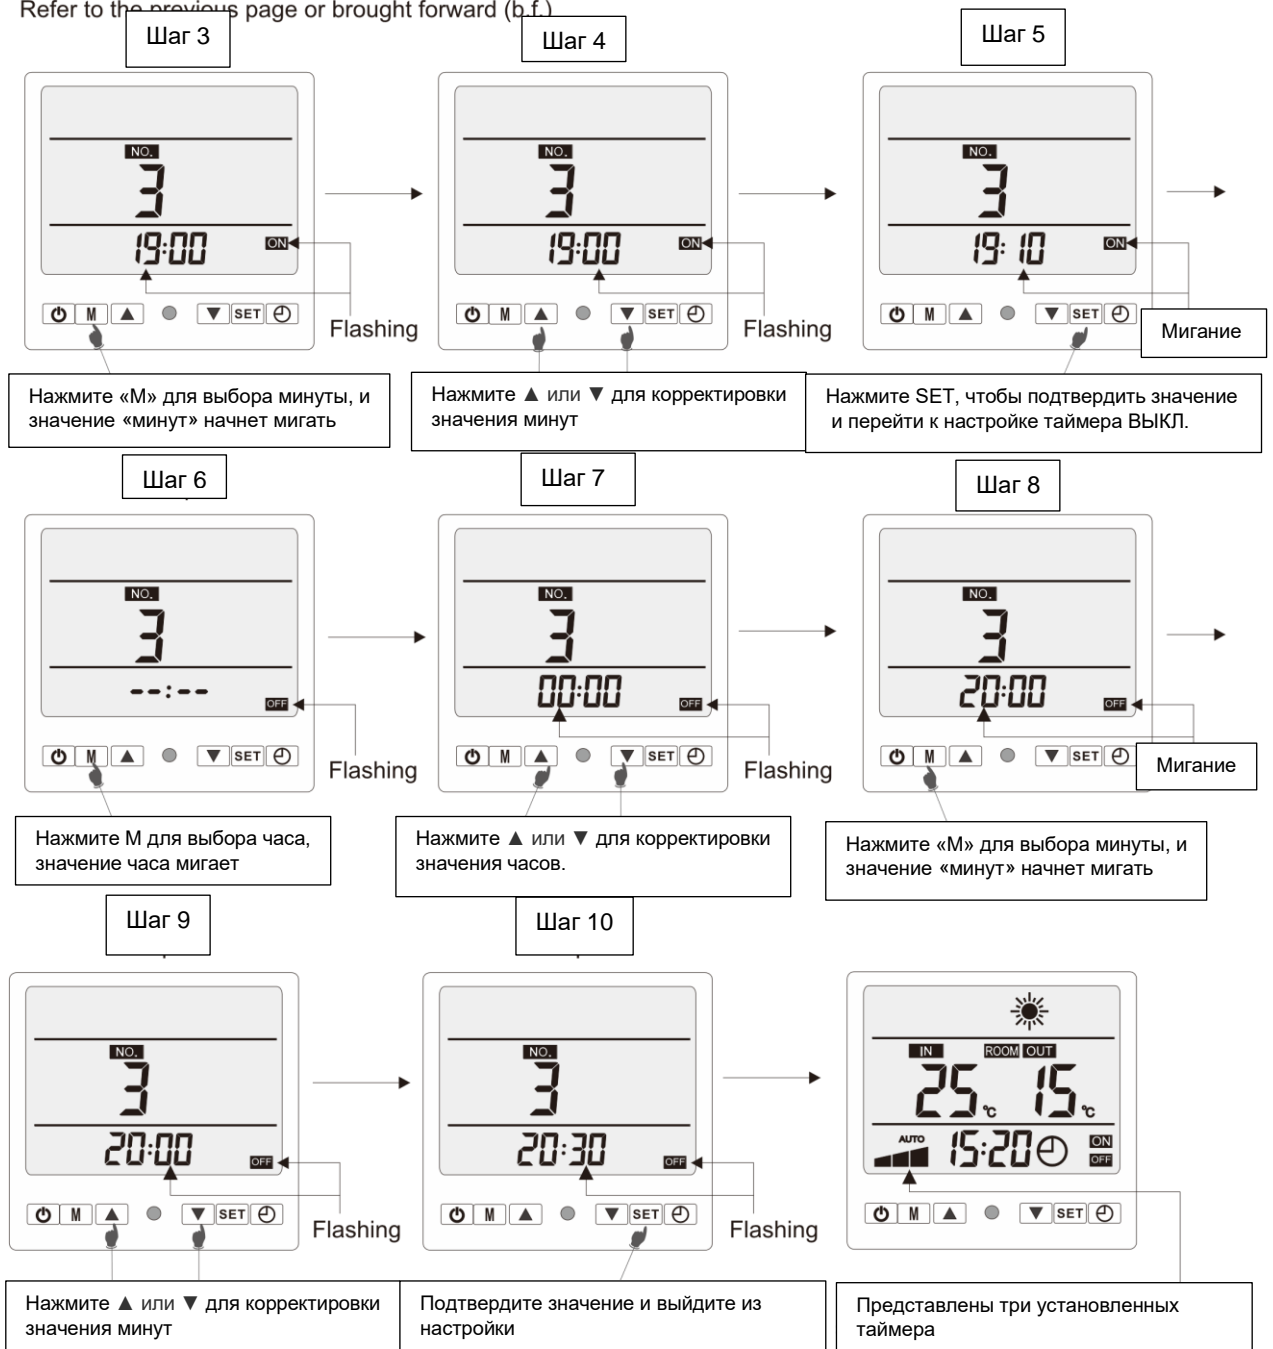 Refer to the previous page or brought forward (b.f.)
Шаг 3
Шаг 4
Шаг 5
NO.
3
19:00 ON
M ▲ ▼ SET
Flashing
NO.
3
19:00 ON
M ▲ ▼ SET
Flashing
NO.
3
19:10 ON
M ▲ ▼ SET
Мигание
Нажмите «М» для выбора минуты, и
значение «минут» начнет мигать
Нажмите ▲ или ▼ для корректировки
значения минут
Нажмите SET, чтобы подтвердить значение
и перейти к настройке таймера ВЫКЛ.
Шаг 6
Шаг 7
Шаг 8
NO.
3
--:-- OFF
M ▲ ▼ SET
Flashing
NO.
3
00:00 OFF
M ▲ ▼ SET
Flashing
NO.
3
20:00 OFF
M ▲ ▼ SET
Мигание
Нажмите М для выбора часа,
значение часа мигает
Нажмите ▲ или ▼ для корректировки
значения часов.
Нажмите «М» для выбора минуты, и
значение «минут» начнет мигать
Шаг 9
Шаг 10
NO.
3
20:00 OFF
M ▲ ▼ SET
Flashing
NO.
3
20:30 OFF
M ▲ ▼ SET
Flashing
IN ROOM OUT
25 °C 15 °C
AUTO 15:20 ON
OFF
M ▲ ▼ SET
Нажмите ▲ или ▼ для корректировки
значения минут
Подтвердите значение и выйдите из
настройки
Представлены три установленных
таймера